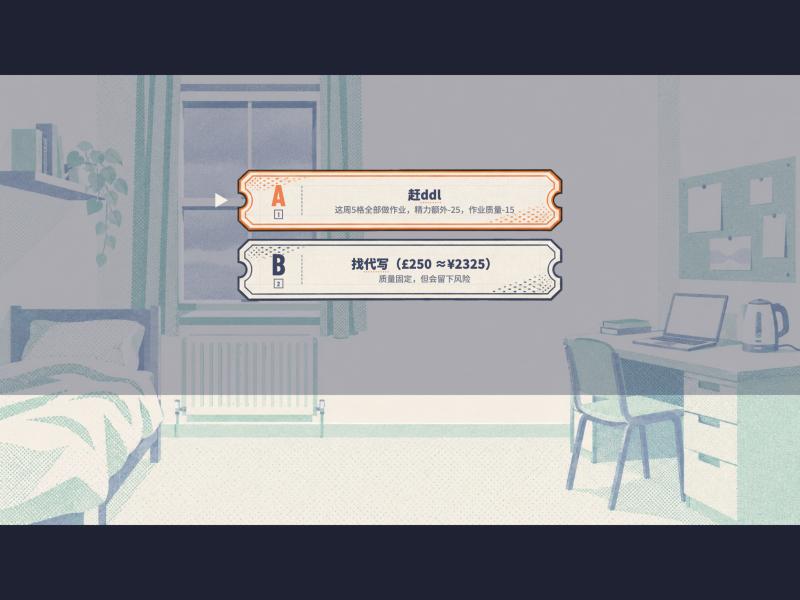 A
1
赶ddl
这周5格全部做作业，精力额外-25，作业质量-15
B
2
找代写（£250 ≈¥2325）
质量固定，但会留下风险